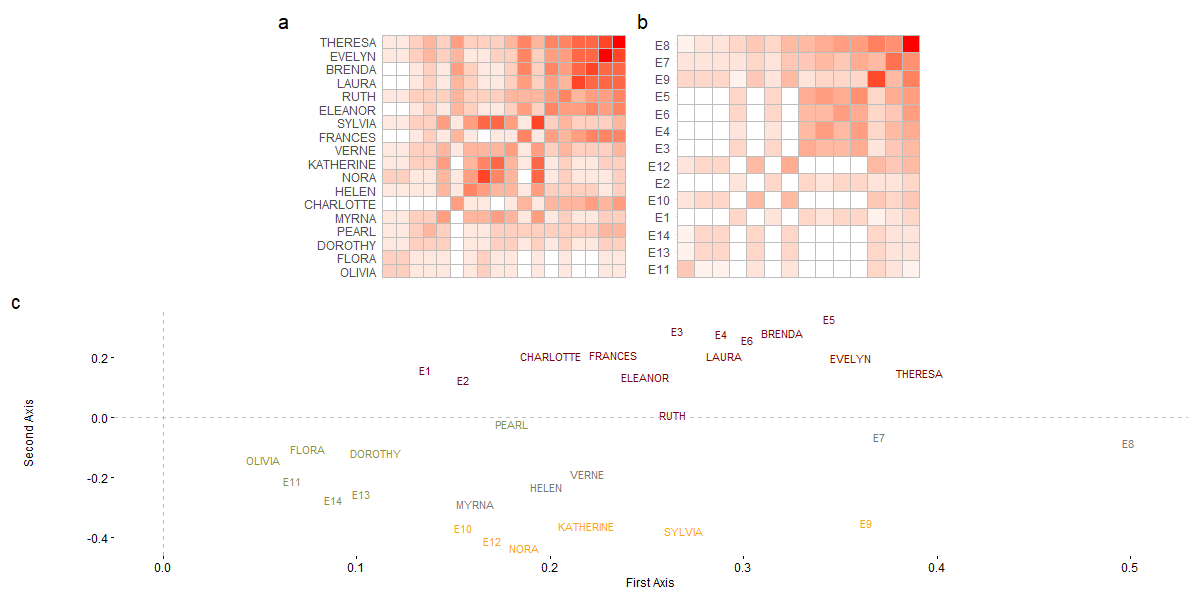 a
THERESA
EVELYN
BRENDA
LAURA
RUTH
ELEANOR
SYLVIA
FRANCES
VERNE
KATHERINE
NORA
HELEN
CHARLOTTE
MYRNA
PEARL
DOROTHY
FLORA
OLIVIA
b
E8
E7
E9
E5
E6
E4
E3
E12
E2
E10
E1
E14
E13
E11
c
Second Axis
0.2
0.0
-0.2
-0.4
E5
E3
E4
E6
BRENDA
CHARLOTTE
FRANCES
LAURA
EVELYN
E1
E2
ELEANOR
THERESA
RUTH
PEARL
E7
E8
OLIVIA
FLORA
DOROTHY
E11
VERNE
HELEN
E14
E13
MYRNA
E10
KATHERINE
SYLVIA
E9
E12
NORA
0.0
0.1
0.2
0.3
0.4
0.5
First Axis